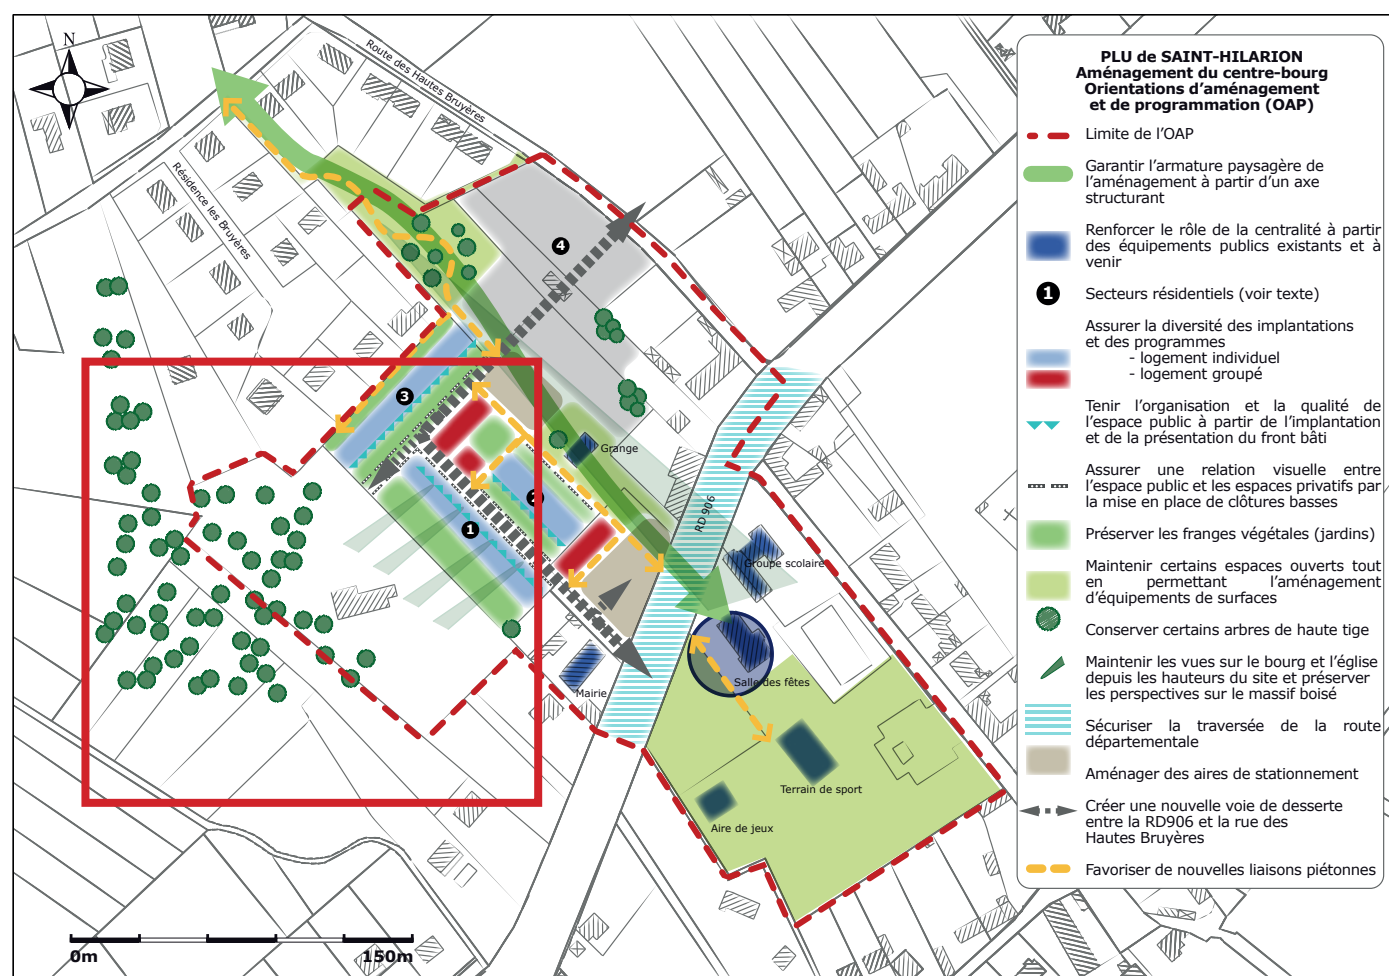 N
Route des Hautes Bruyères
Résidence les Bruyères
4
3
2
1
Grange
RD 906
Groupe scolaire
Salle des fêtes
Mairie
Terrain de sport
Aire de jeux
0m
150m
PLU de SAINT-HILARION
Aménagement du centre-bourg
Orientations d'aménagement
et de programmation (OAP)
Limite de l'OAP
Garantir l'armature paysagère de
l'aménagement à partir d'un axe
structurant
Renforcer le rôle de la centralité à partir
des équipements publics existants et à
venir
1 Secteurs résidentiels (voir texte)
Assurer la diversité des implantations
et des programmes
- logement individuel
- logement groupé
Tenir l'organisation et la qualité de
l'espace public à partir de l'implantation
et de la présentation du front bâti
Assurer une relation visuelle entre
l'espace public et les espaces privatifs par
la mise en place de clôtures basses
Préserver les franges végétales (jardins)
Maintenir certains espaces ouverts tout
en permettant l'aménagement
d'équipements de surfaces
Conserver certains arbres de haute tige
Maintenir les vues sur le bourg et l'église
depuis les hauteurs du site et préserver
les perspectives sur le massif boisé
Sécuriser la traversée de la route
départementale
Aménager des aires de stationnement
Créer une nouvelle voie de desserte
entre la RD906 et la rue des
Hautes Bruyères
Favoriser de nouvelles liaisons piétonnes